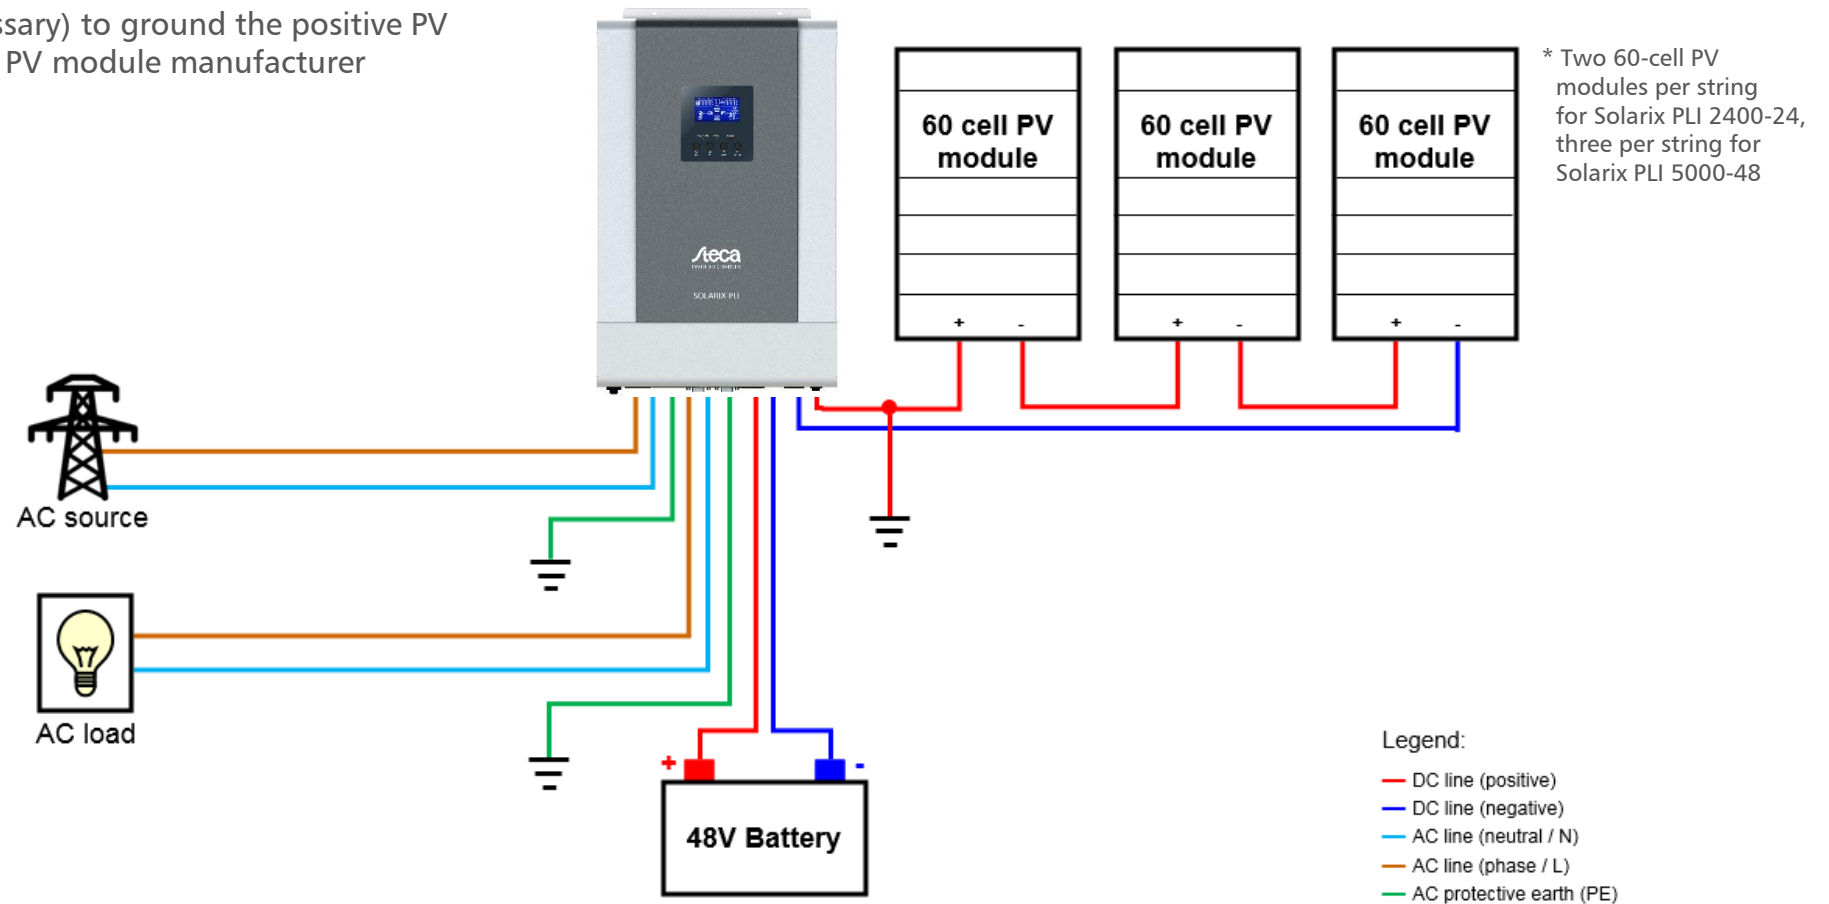 ssary) to ground the positive PV
PV module manufacturer
Steca
SOLARIX PLI
60 cell PV
module
+ -
60 cell PV
module
+ -
60 cell PV
module
+ -
* Two 60-cell PV
modules per string
for Solarix PLI 2400-24,
three per string for
Solarix PLI 5000-48
AC source
AC load
+ -
48V Battery
Legend:
DC line (positive)
DC line (negative)
AC line (neutral / N)
AC line (phase / L)
AC protective earth (PE)